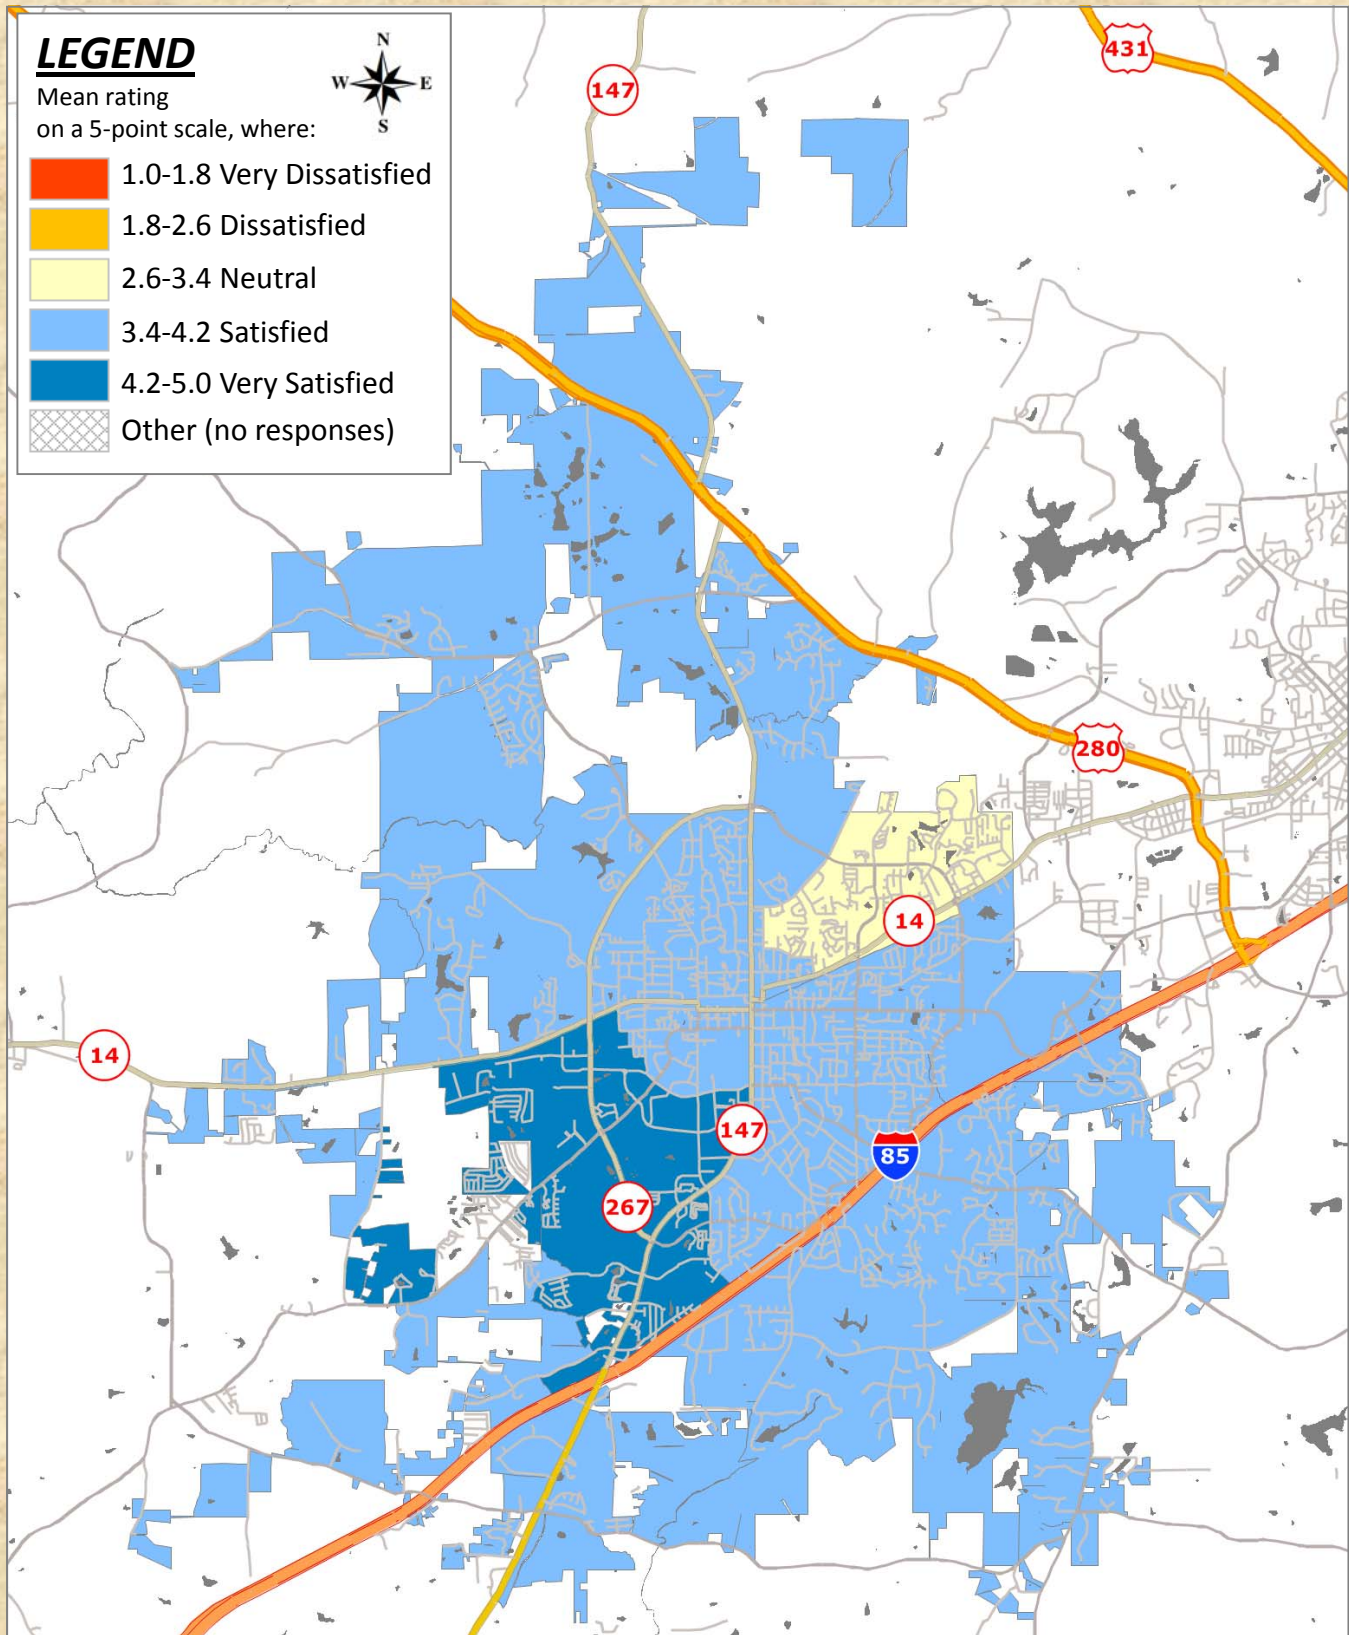 LEGEND
Mean rating
on a 5-point scale, where:
N
W E
S
1.0-1.8 Very Dissatisfied
1.8-2.6 Dissatisfied
2.6-3.4 Neutral
3.4-4.2 Satisfied
4.2-5.0 Very Satisfied
Other (no responses)
431
147
280
14
14
147
85
267